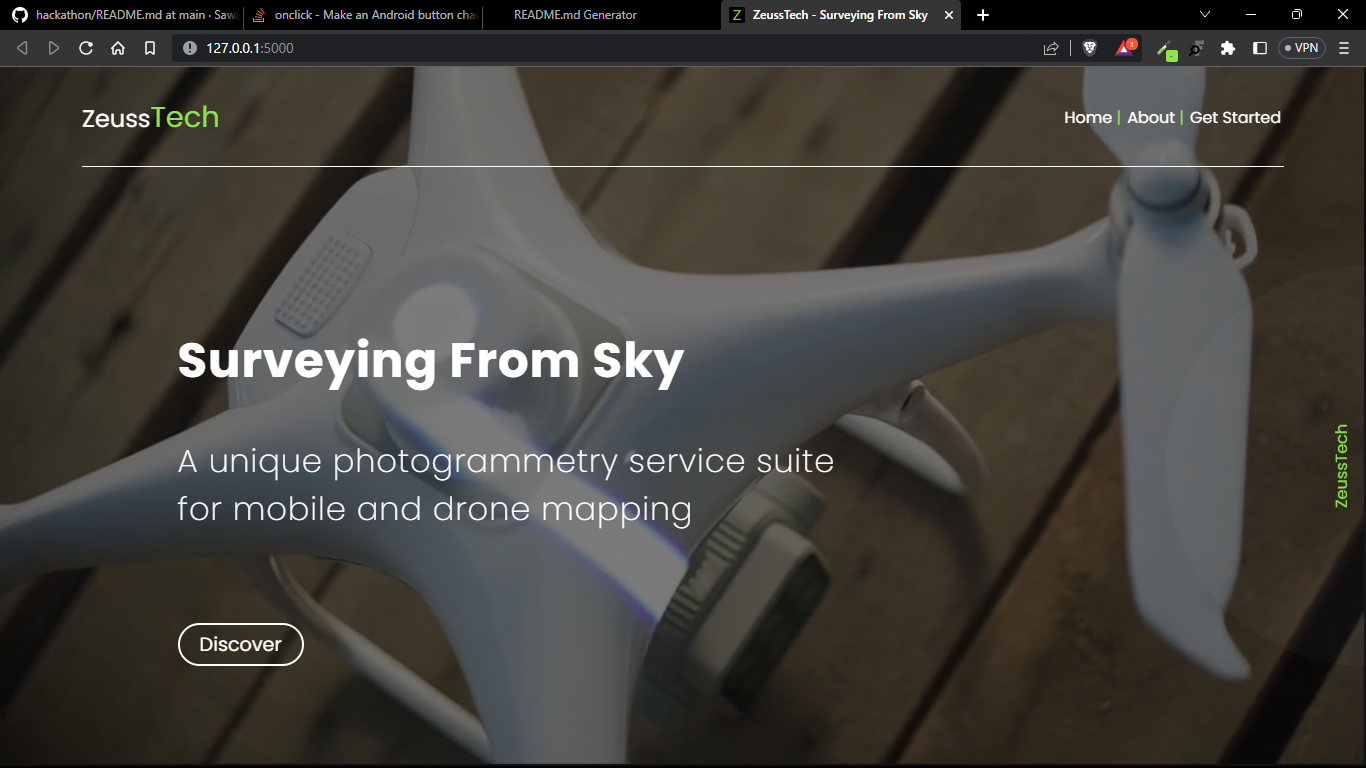 hackathon/README.md at main · Sawa
onclick - Make an Android button cha
README.md Generator
Z ZeussTech - Surveying From Sky
127.0.0.1:5000
1
VPN
ZeussTech
Home | About | Get Started
Surveying From Sky
A unique photogrammetry service suite
for mobile and drone mapping
ZeussTech
Discover